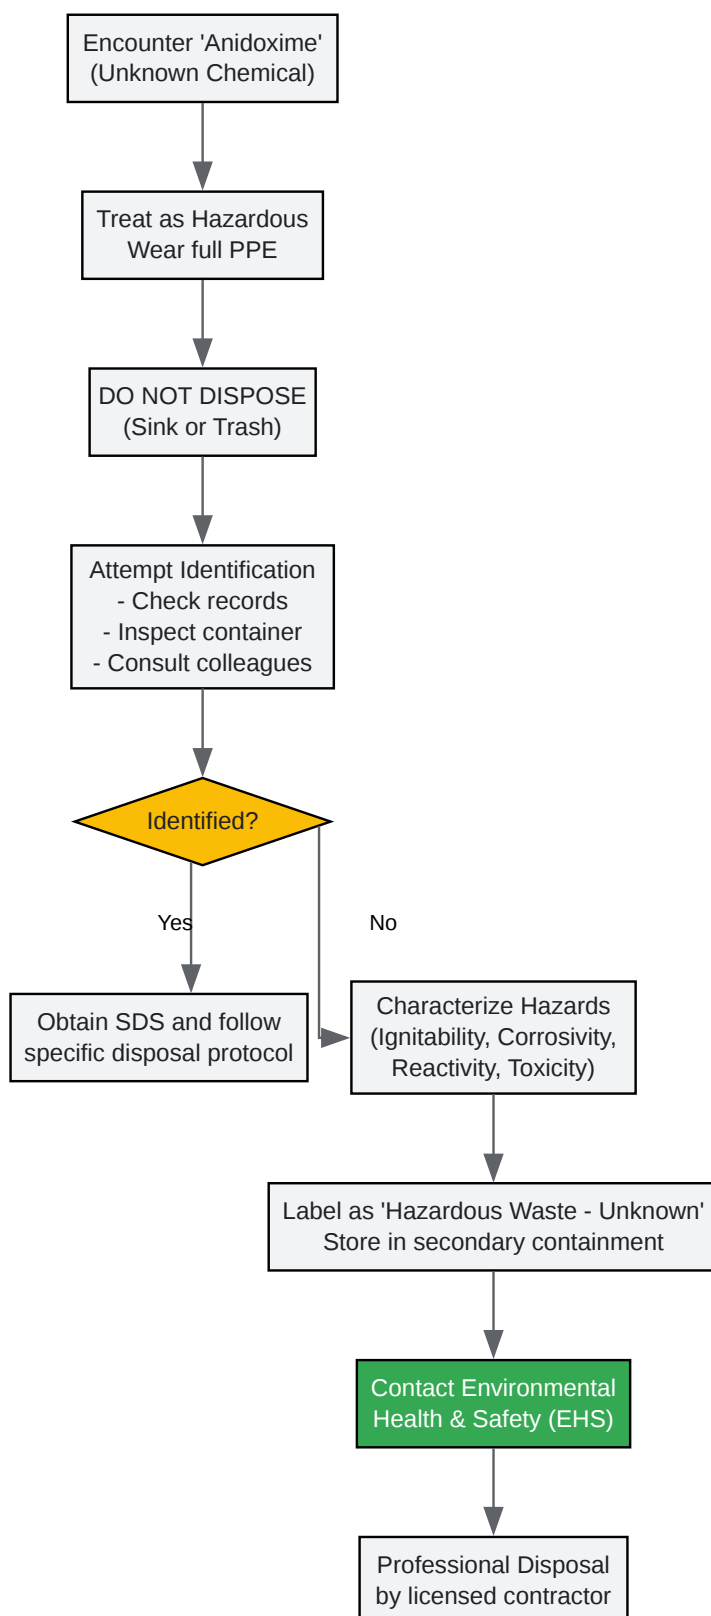 Encounter 'Anidoxime'
(Unknown Chemical)
Treat as Hazardous
Wear full PPE
DO NOT DISPOSE
(Sink or Trash)
Attempt Identification
- Check records
- Inspect container
- Consult colleagues
Identified?
Yes
No
Obtain SDS and follow
specific disposal protocol
Characterize Hazards
(Ignitability, Corrosivity,
Reactivity, Toxicity)
Label as 'Hazardous Waste - Unknown'
Store in secondary containment
Contact Environmental
Health & Safety (EHS)
Professional Disposal
by licensed contractor